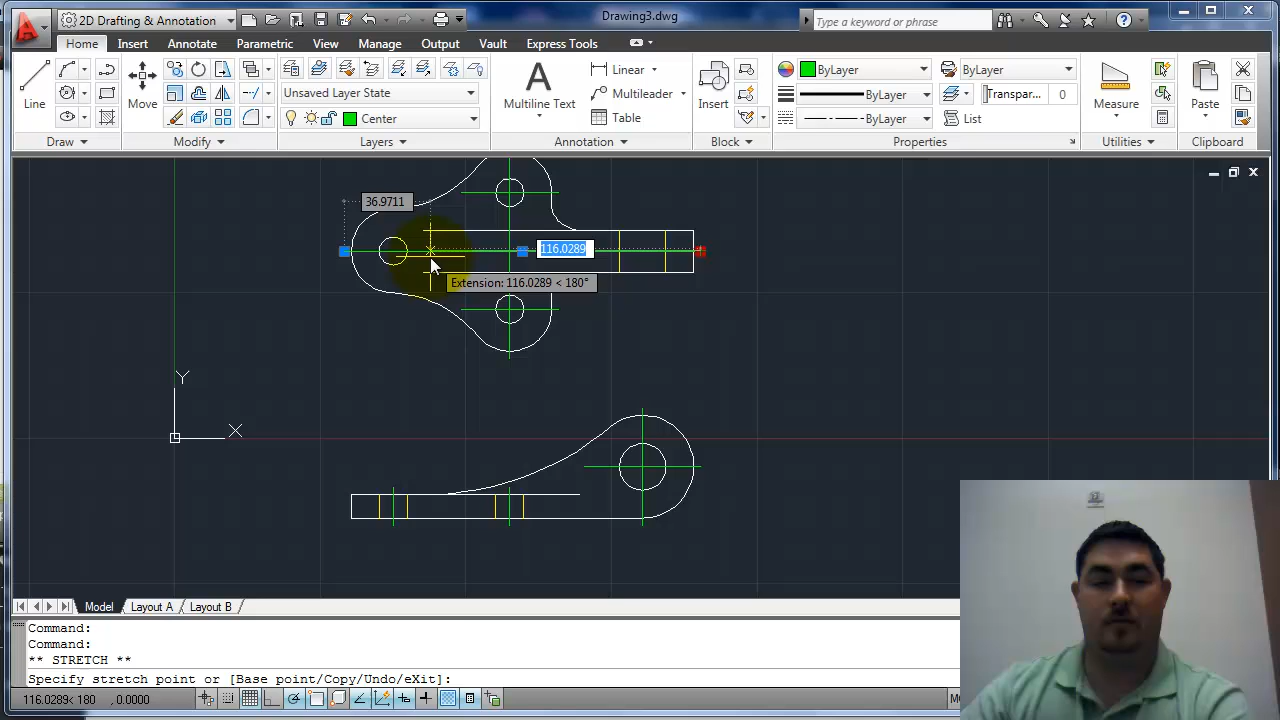 2D Drafting & Annotation
Drawing3.dwg
Type a keyword or phrase
Home Insert Annotate Parametric View Manage Output Vault Express Tools
Line
Move
Unsaved Layer State
Center
Multiline Text
Linear
Multileader
Table
Insert
ByLayer
ByLayer
ByLayer
ByLayer
Transpar... 0
List
Measure
Paste
Draw Modify Layers Annotation Block Properties Utilities Clipboard
36.9711
116.0289
Extension: 116.0289 < 180°
Y
X
Model Layout A Layout B
Command:
Command:
** STRETCH **
Specify stretch point or [Base point/Copy/Undo/eXit]:
116.0289< 180 , 0.0000